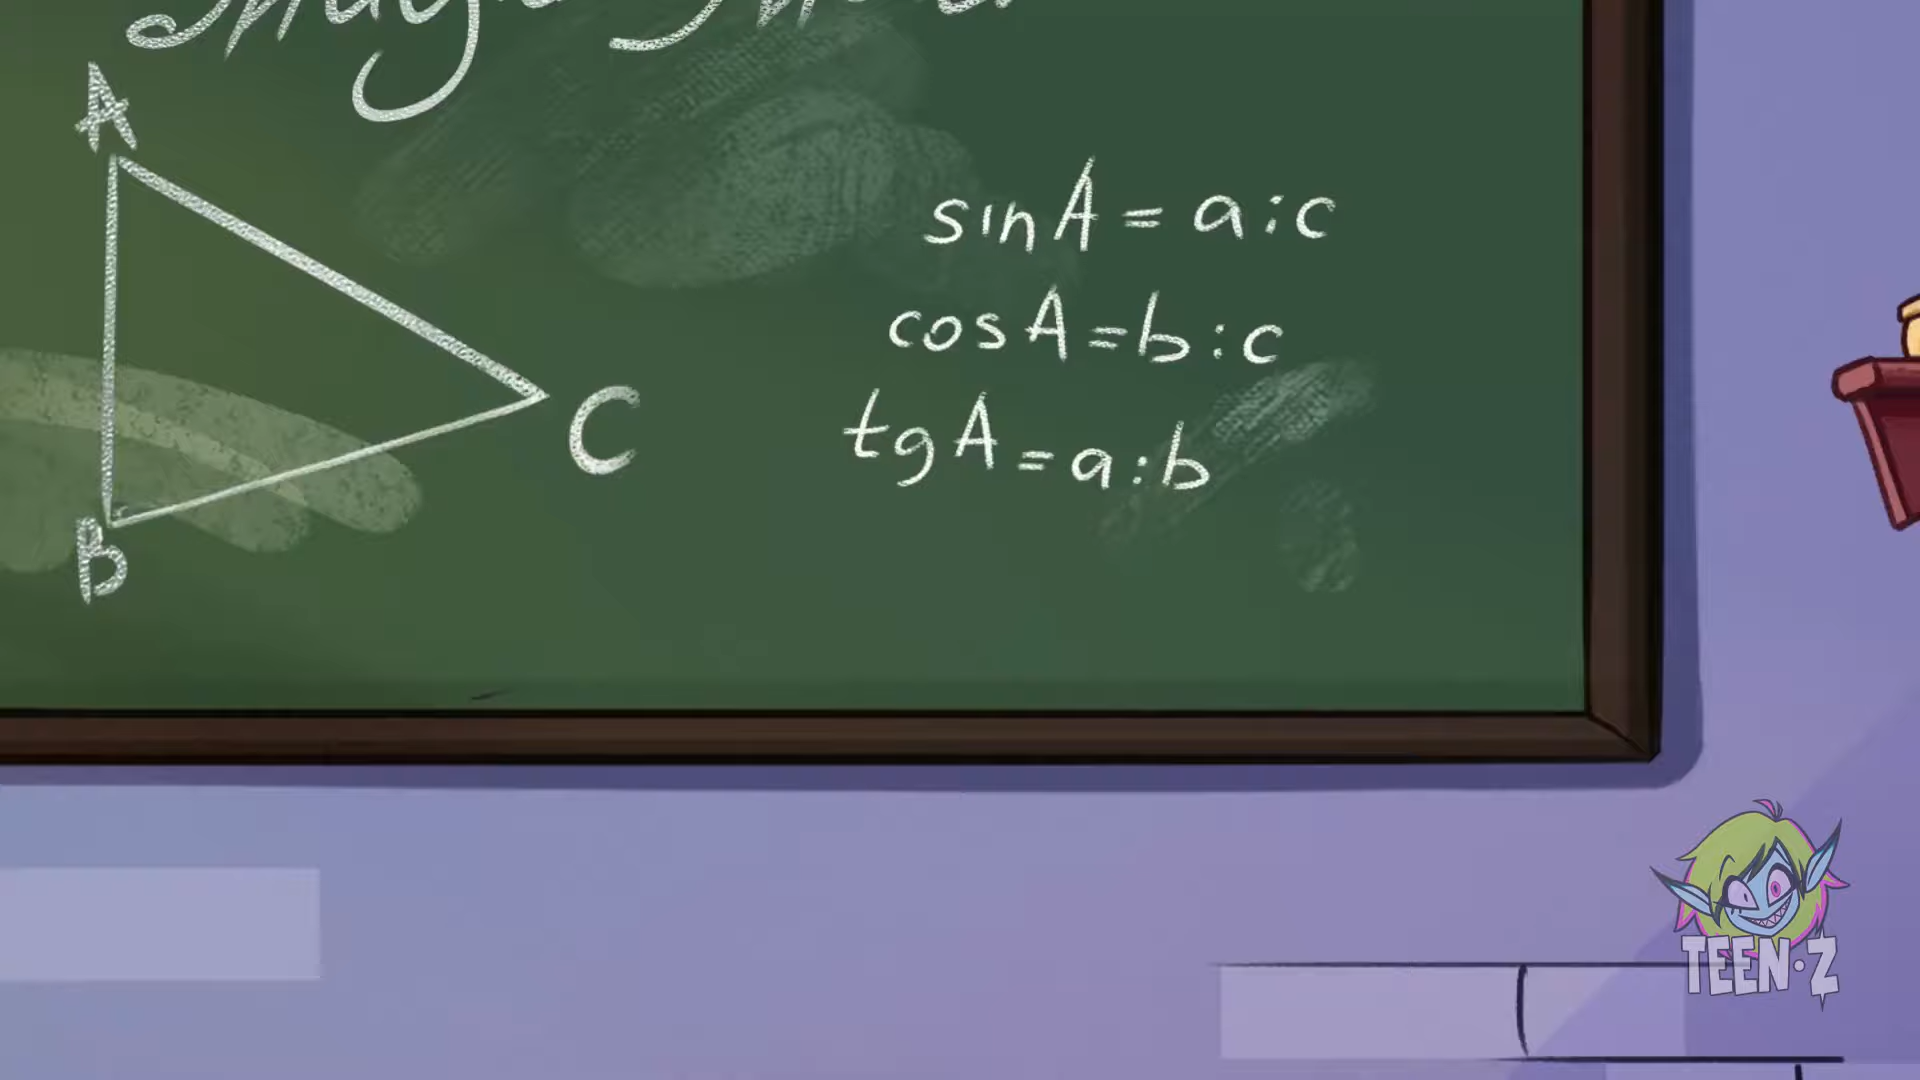 A
B
C
sin A = a:c
cos A = b:c
tg A = a:b
TEEN·Z